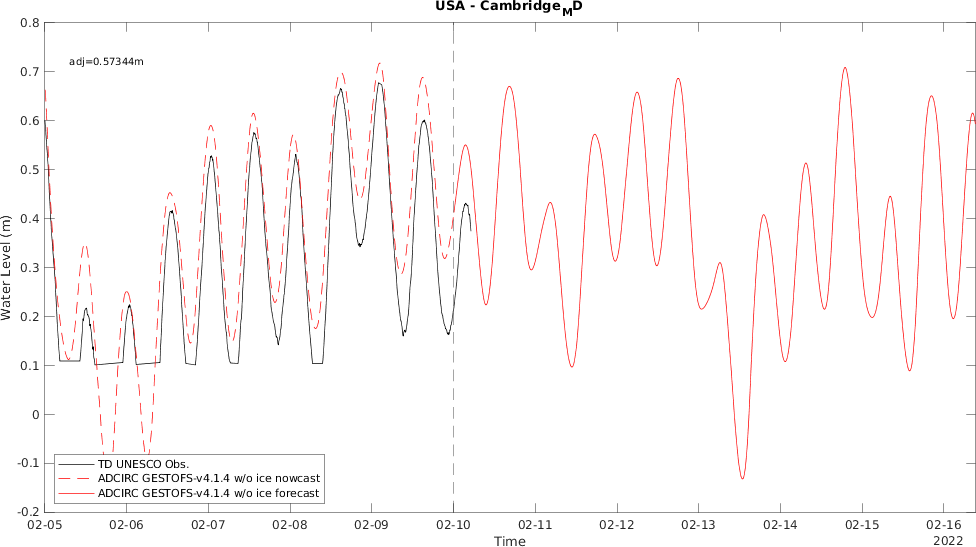 USA - Cambridge_MD
adj=0.57344m
Water Level (m)
0.8
0.7
0.6
0.5
0.4
0.3
0.2
0.1
0
-0.1
-0.2
TD UNESCO Obs.
ADCIRC GESTOFS-v4.1.4 w/o ice nowcast
ADCIRC GESTOFS-v4.1.4 w/o ice forecast
02-05 02-06 02-07 02-08 02-09 02-10 02-11 02-12 02-13 02-14 02-15 02-16
Time
2022